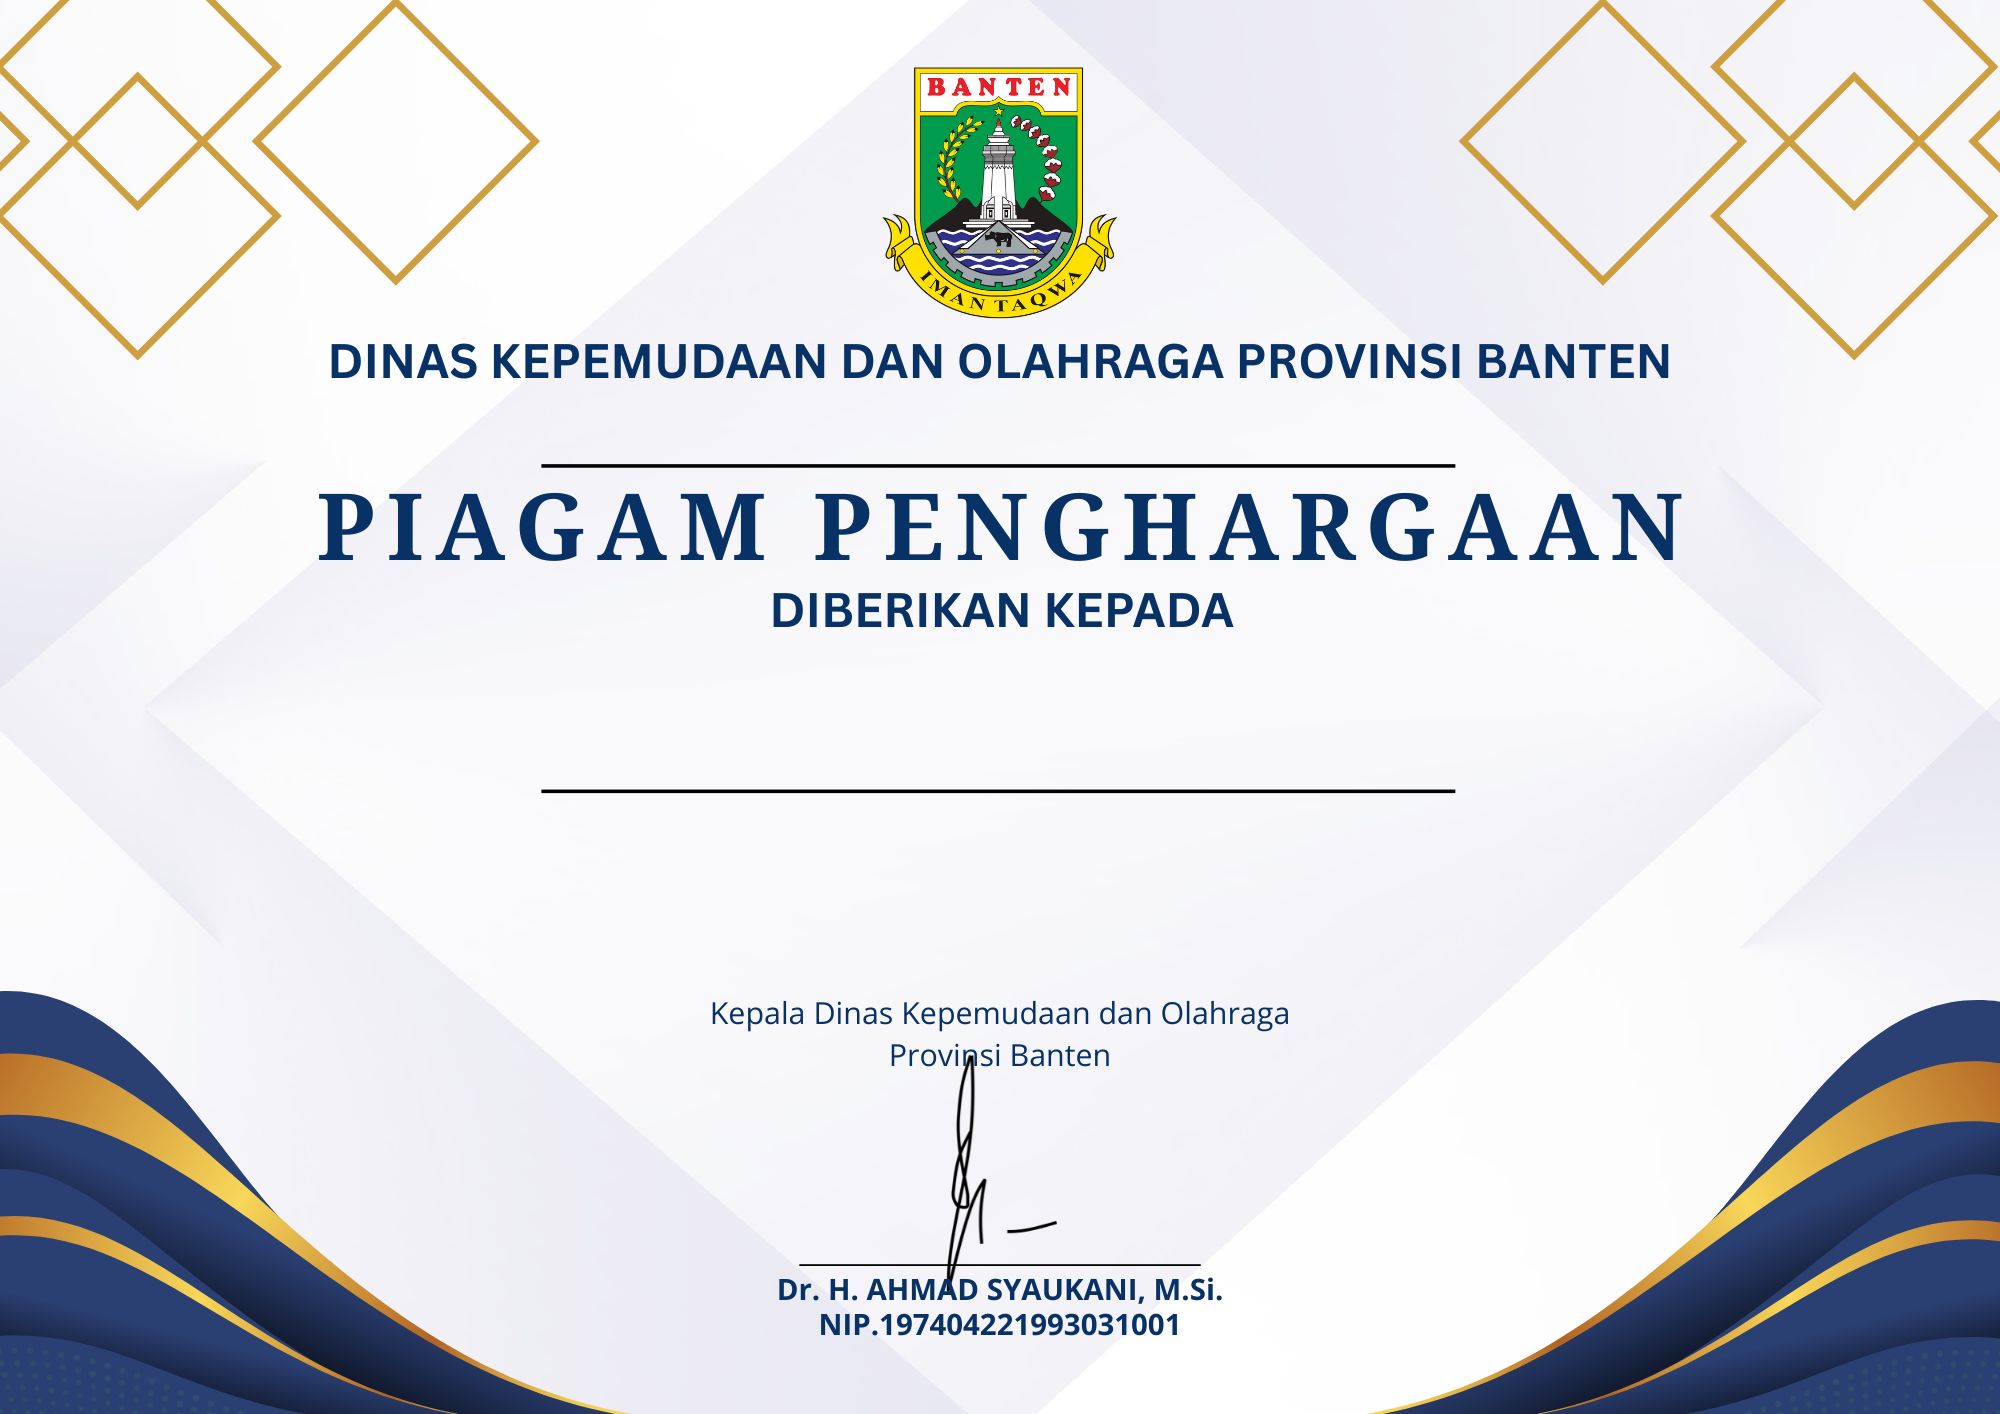 BANTEN
IMAN TAQWA
DINAS KEPEMUDAAN DAN OLAHRAGA PROVINSI BANTEN
PIAGAM PENGHARGAAN
DIBERIKAN KEPADA
Kepala Dinas Kepemudaan dan Olahraga
Provinsi Banten
Dr. H. AHMAD SYAUKANI, M.Si.
NIP.197404221993031001